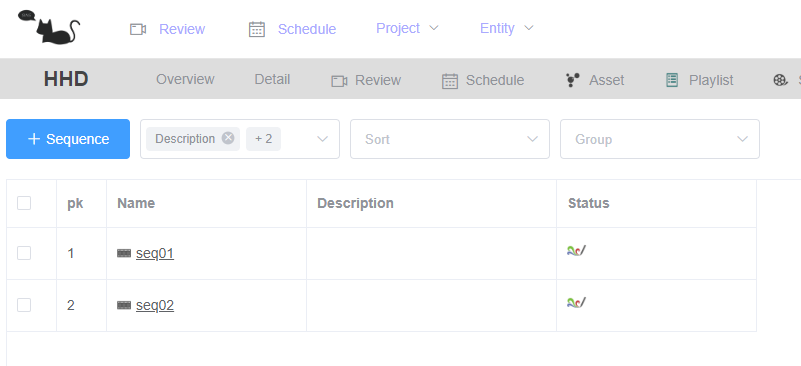 Review Schedule Project Entity
HHD Overview Detail Review Schedule Asset Playlist
+ Sequence Description + 2 Sort Group
pk Name Description Status
1 seq01
2 seq02